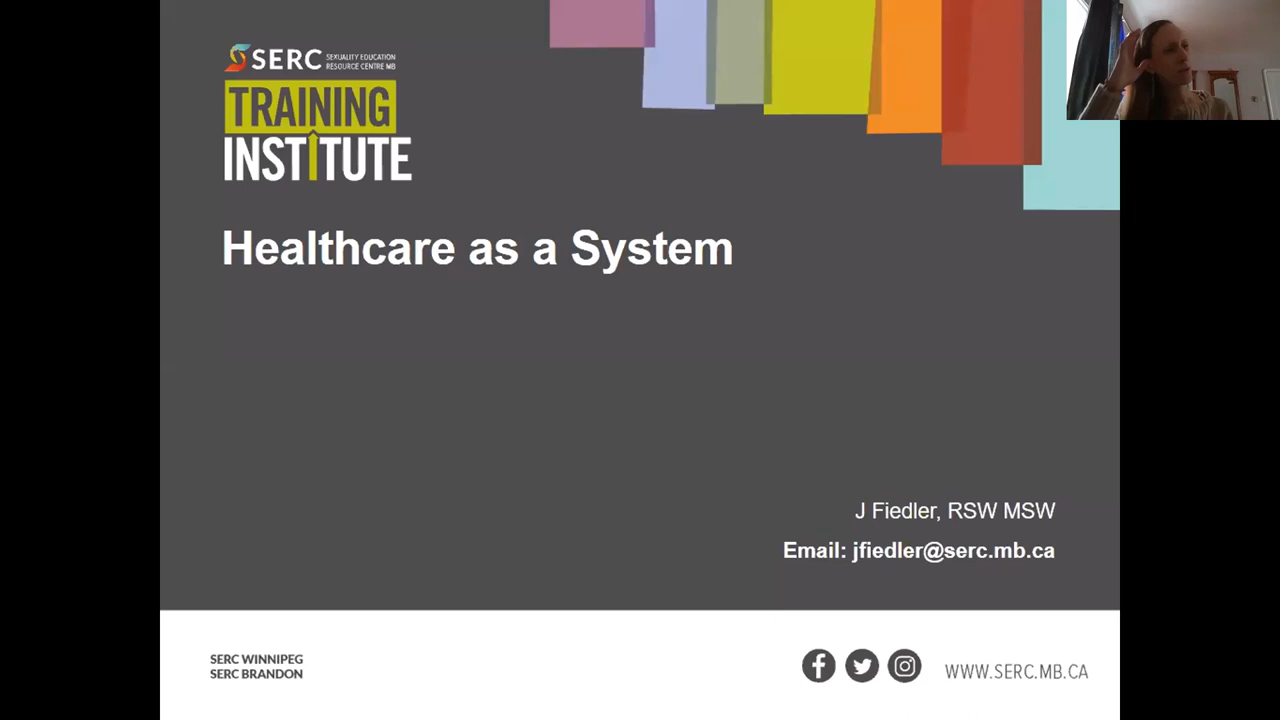 SERC SEXUALITY EDUCATION
RESOURCE CENTRE MB
TRAINING
INSTITUTE
Healthcare as a System
J Fiedler, RSW MSW
Email: jfiedler@serc.mb.ca
SERC WINNIPEG
SERC BRANDON
WWW.SERC.MB.CA